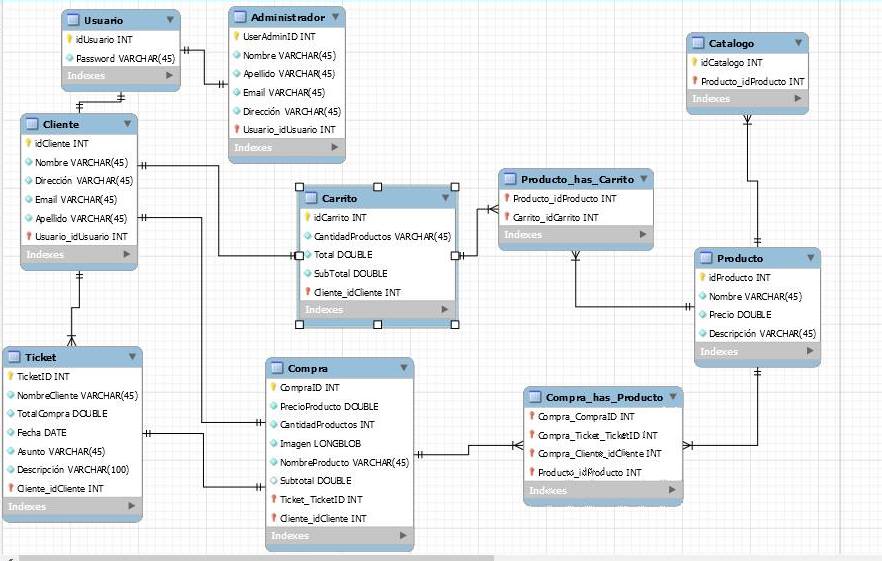 Usuario
idUsuario INT
Password VARCHAR(45)
Indexes
Administrador
UserAdminID INT
Nombre VARCHAR(45)
Apellido VARCHAR(45)
Email VARCHAR(45)
Dirección VARCHAR(45)
Usuario_idUsuario INT
Indexes
Catalogo
idCatalogo INT
Producto_idProducto INT
Indexes
Cliente
idCliente INT
Nombre VARCHAR(45)
Dirección VARCHAR(45)
Email VARCHAR(45)
Apellido VARCHAR(45)
Usuario_idUsuario INT
Indexes
Carrito
idCarrito INT
CantidadProductos VARCHAR(45)
Total DOUBLE
SubTotal DOUBLE
Cliente_idCliente INT
Indexes
Producto_has_Carrito
Producto_idProducto INT
Carrito_idCarrito INT
Indexes
Producto
idProducto INT
Nombre VARCHAR(45)
Precio DOUBLE
Descripción VARCHAR(45)
Indexes
Ticket
TicketID INT
NombreCliente VARCHAR(45)
TotalCompra DOUBLE
Fecha DATE
Asunto VARCHAR(45)
Descripción VARCHAR(100)
Cliente_idCliente INT
Indexes
Compra
CompraID INT
PrecioProducto DOUBLE
CantidadProductos INT
Imagen LONGBLOB
NombreProducto VARCHAR(45)
Subtotal DOUBLE
Ticket_TicketID INT
Cliente_idCliente INT
Indexes
Compra_has_Producto
Compra_CompraID INT
Compra_Ticket_TicketID INT
Compra_Cliente_idCliente INT
Producto_idProducto INT
Indexes